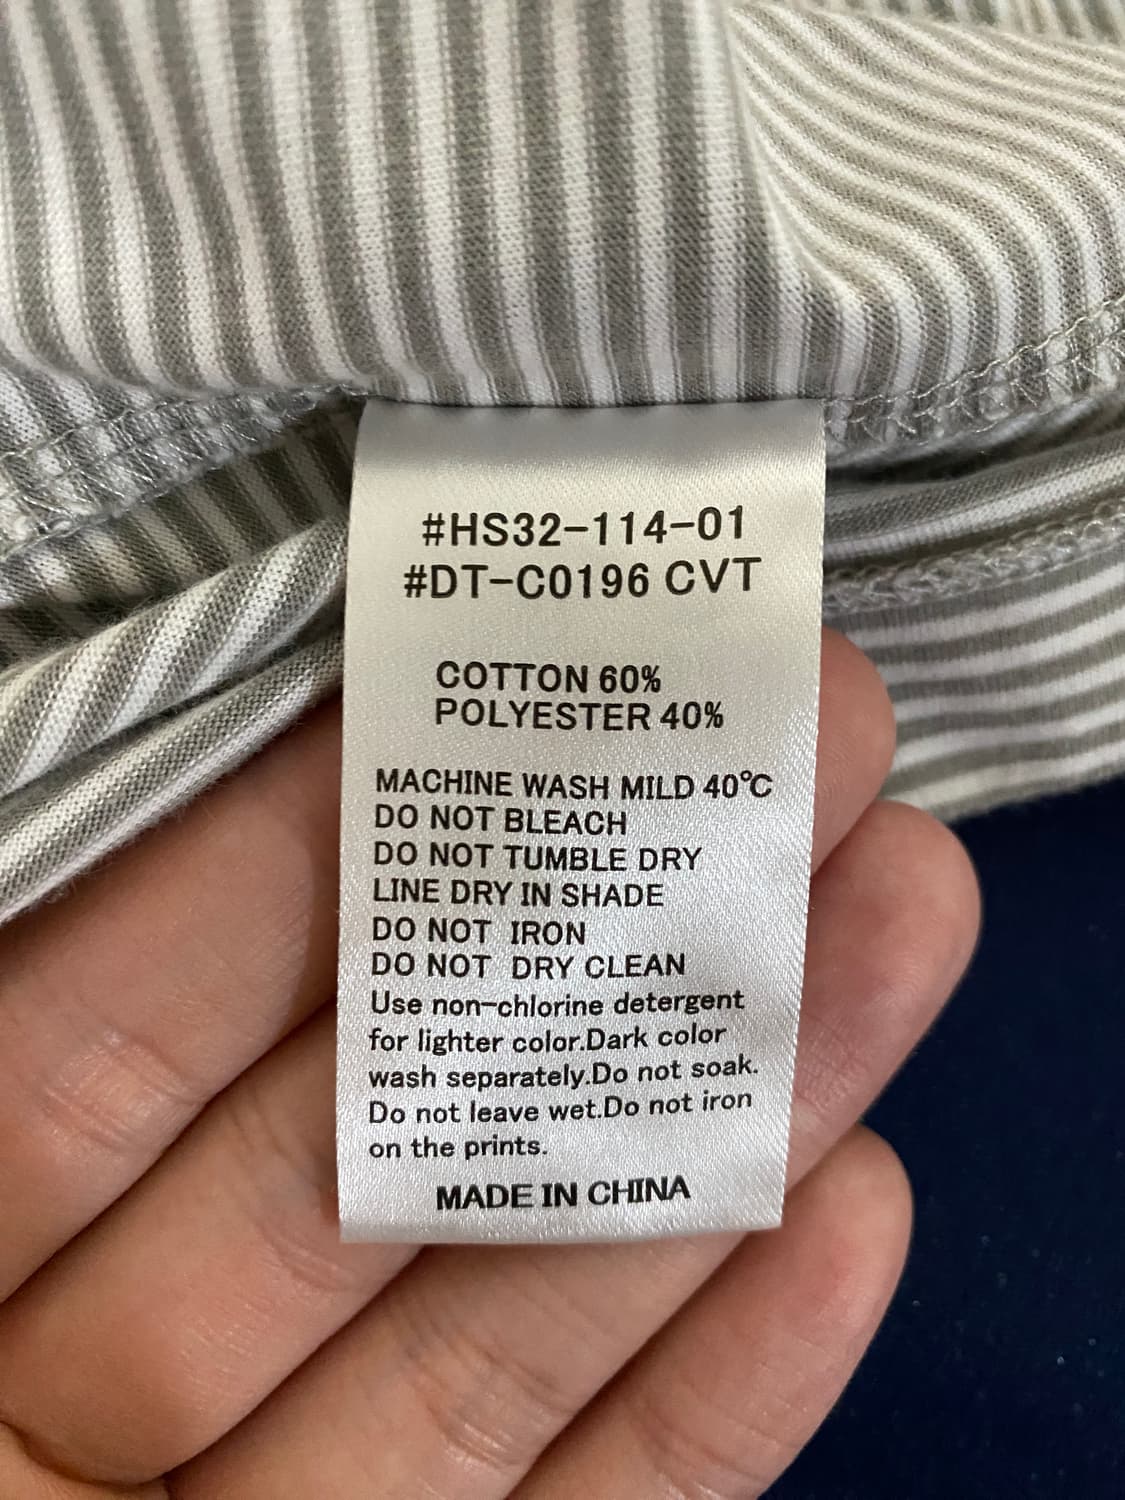 #HS32-114-01
#DT-C0196 CVT
COTTON 60%
POLYESTER 40%
MACHINE WASH MILD 40℃
DO NOT BLEACH
DO NOT TUMBLE DRY
LINE DRY IN SHADE
DO NOT IRON
DO NOT DRY CLEAN
Use non-chlorine detergent
for lighter color.Dark color
wash separately.Do not soak.
Do not leave wet.Do not iron
on the prints.
MADE IN CHINA